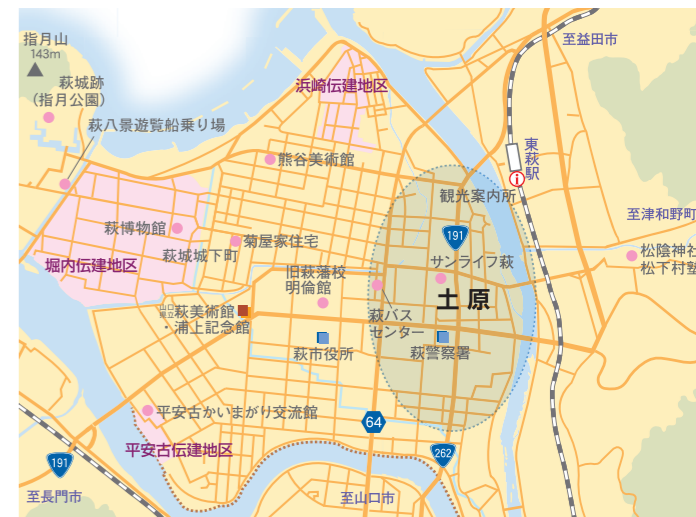 指月山
143m
萩城跡
(指月公園)
萩八景遊覧船乗り場
浜崎伝建地区
至益田市
熊谷美術館
東萩駅
観光案内所
191
至津和野町
萩博物館
菊屋家住宅
萩城城下町
堀内伝建地区
サンライフ萩
松陰神社
松下村塾
旧萩藩校
明倫館
土原
山口
県立
萩美術館
・浦上記念館
萩バス
センター
萩市役所
萩警察署
平安古かいまがり交流館
64
平安古伝建地区
262
191
至長門市
至山口市